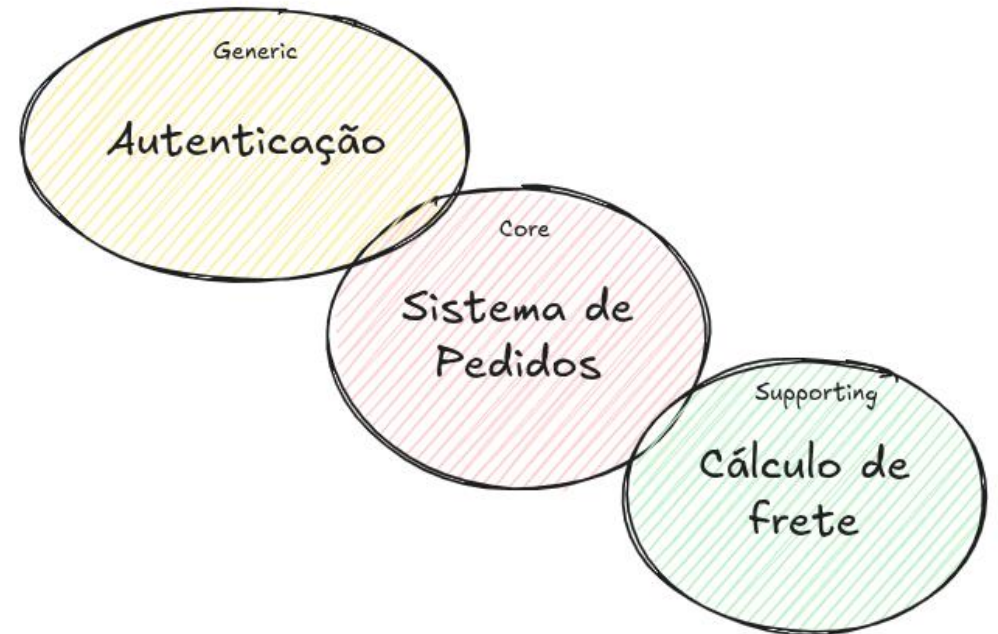 Generic
Autenticação
Core
Sistema de
Pedidos
Supporting
Cálculo de
frete